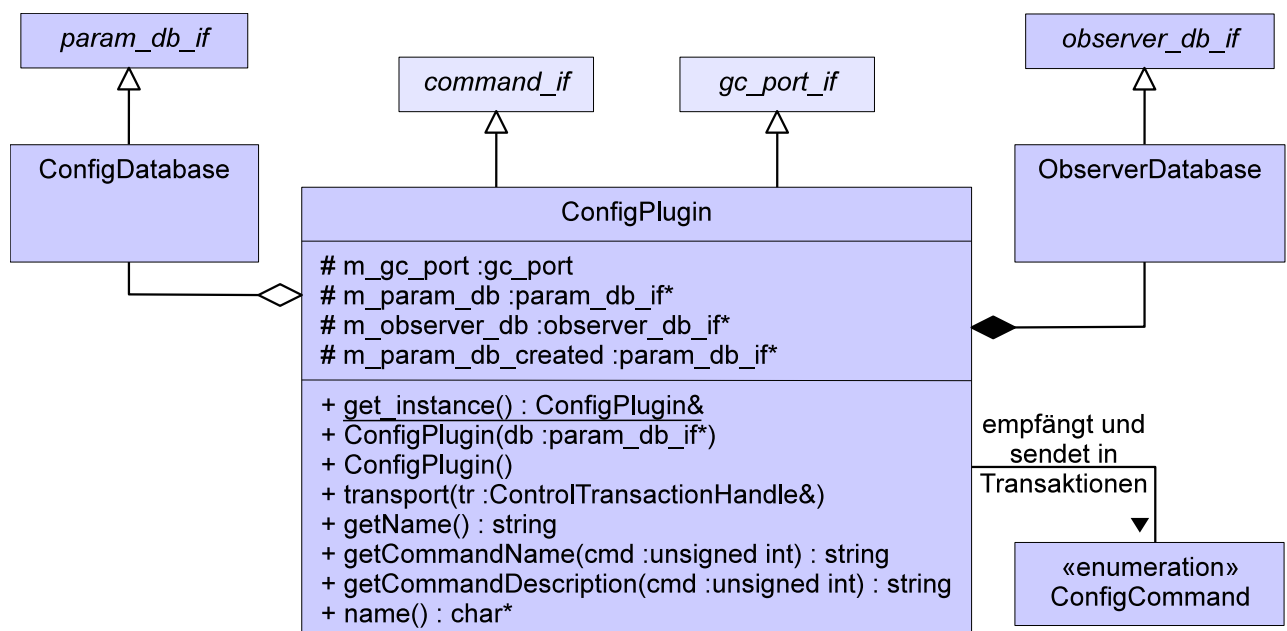 param_db_if
observer_db_if
command_if
gc_port_if
ConfigDatabase
ObserverDatabase
ConfigPlugin
# m_gc_port :gc_port
# m_param_db :param_db_if*
# m_observer_db :observer_db_if*
# m_param_db_created :param_db_if*
+ get_instance() : ConfigPlugin&
+ ConfigPlugin(db :param_db_if*)
+ ConfigPlugin()
+ transport(tr :ControlTransactionHandle&)
+ getName() : string
+ getCommandName(cmd :unsigned int) : string
+ getCommandDescription(cmd :unsigned int) : string
+ name() : char*
empfängt und
sendet in
Transaktionen
«enumeration»
ConfigCommand